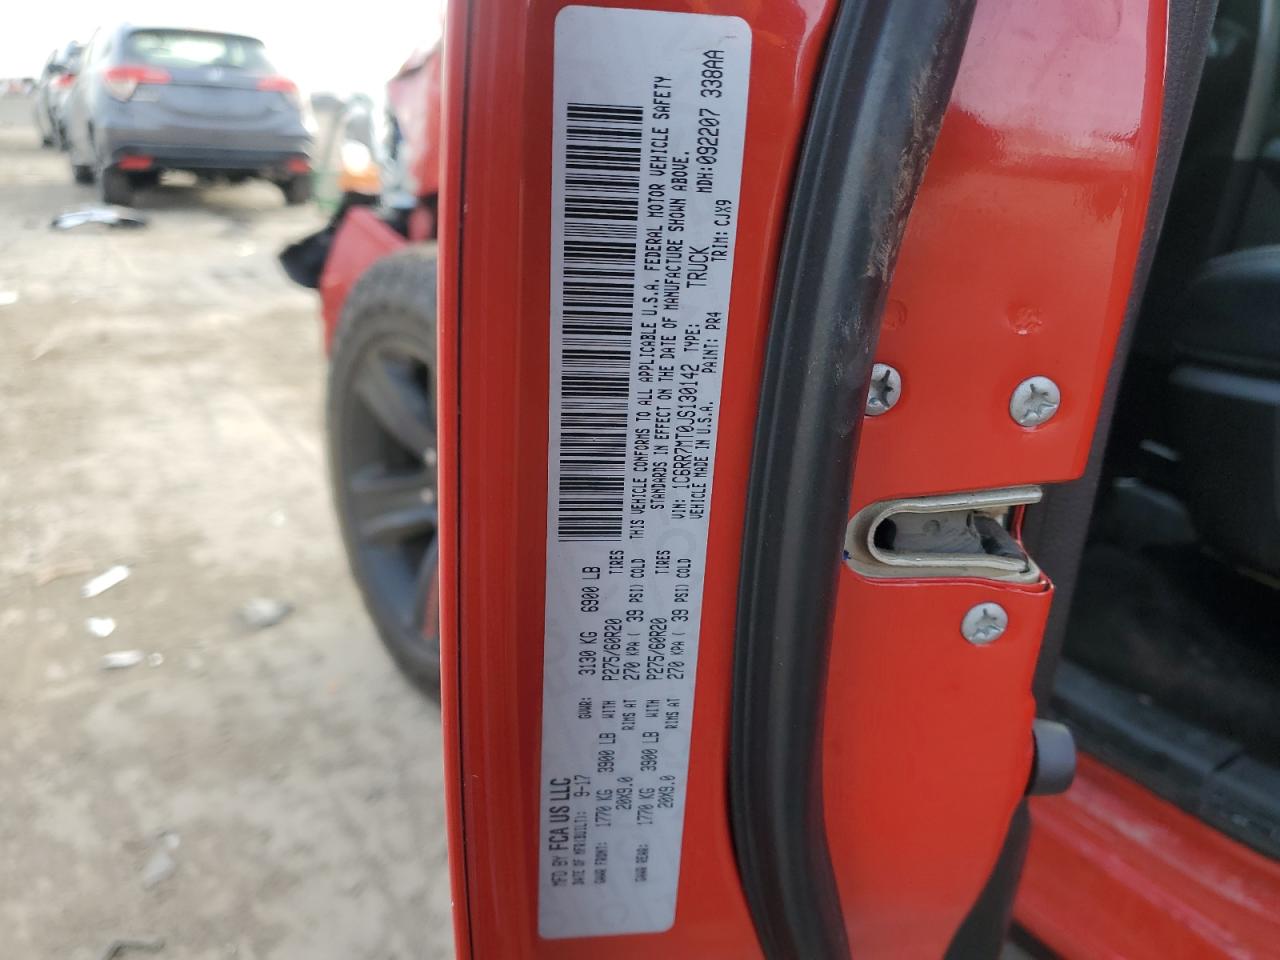 MFD BY FCA US LLC
DATE OF MFR(BUILT): 9-17 GVWR: 3130 KG 6900 LB
GAWR FRONT: 1770 KG 3900 LB WITH P275/60R20 TIRES
20X9.0 RIMS AT 270 KPA ( 39 PSI) COLD
GAWR REAR: 1770 KG 3900 LB WITH P275/60R20 TIRES
20X9.0 RIMS AT 270 KPA ( 39 PSI) COLD
THIS VEHICLE CONFORMS TO ALL APPLICABLE U.S.A. FEDERAL MOTOR VEHICLE SAFETY
STANDARDS IN EFFECT ON THE DATE OF MANUFACTURE SHOWN ABOVE.
VIN: 1C6RR7MT0JS130142 TYPE: TRUCK MDH:092207 338AA
VEHICLE MADE IN U.S.A. PAINT: PR4 TRIM: CJX9